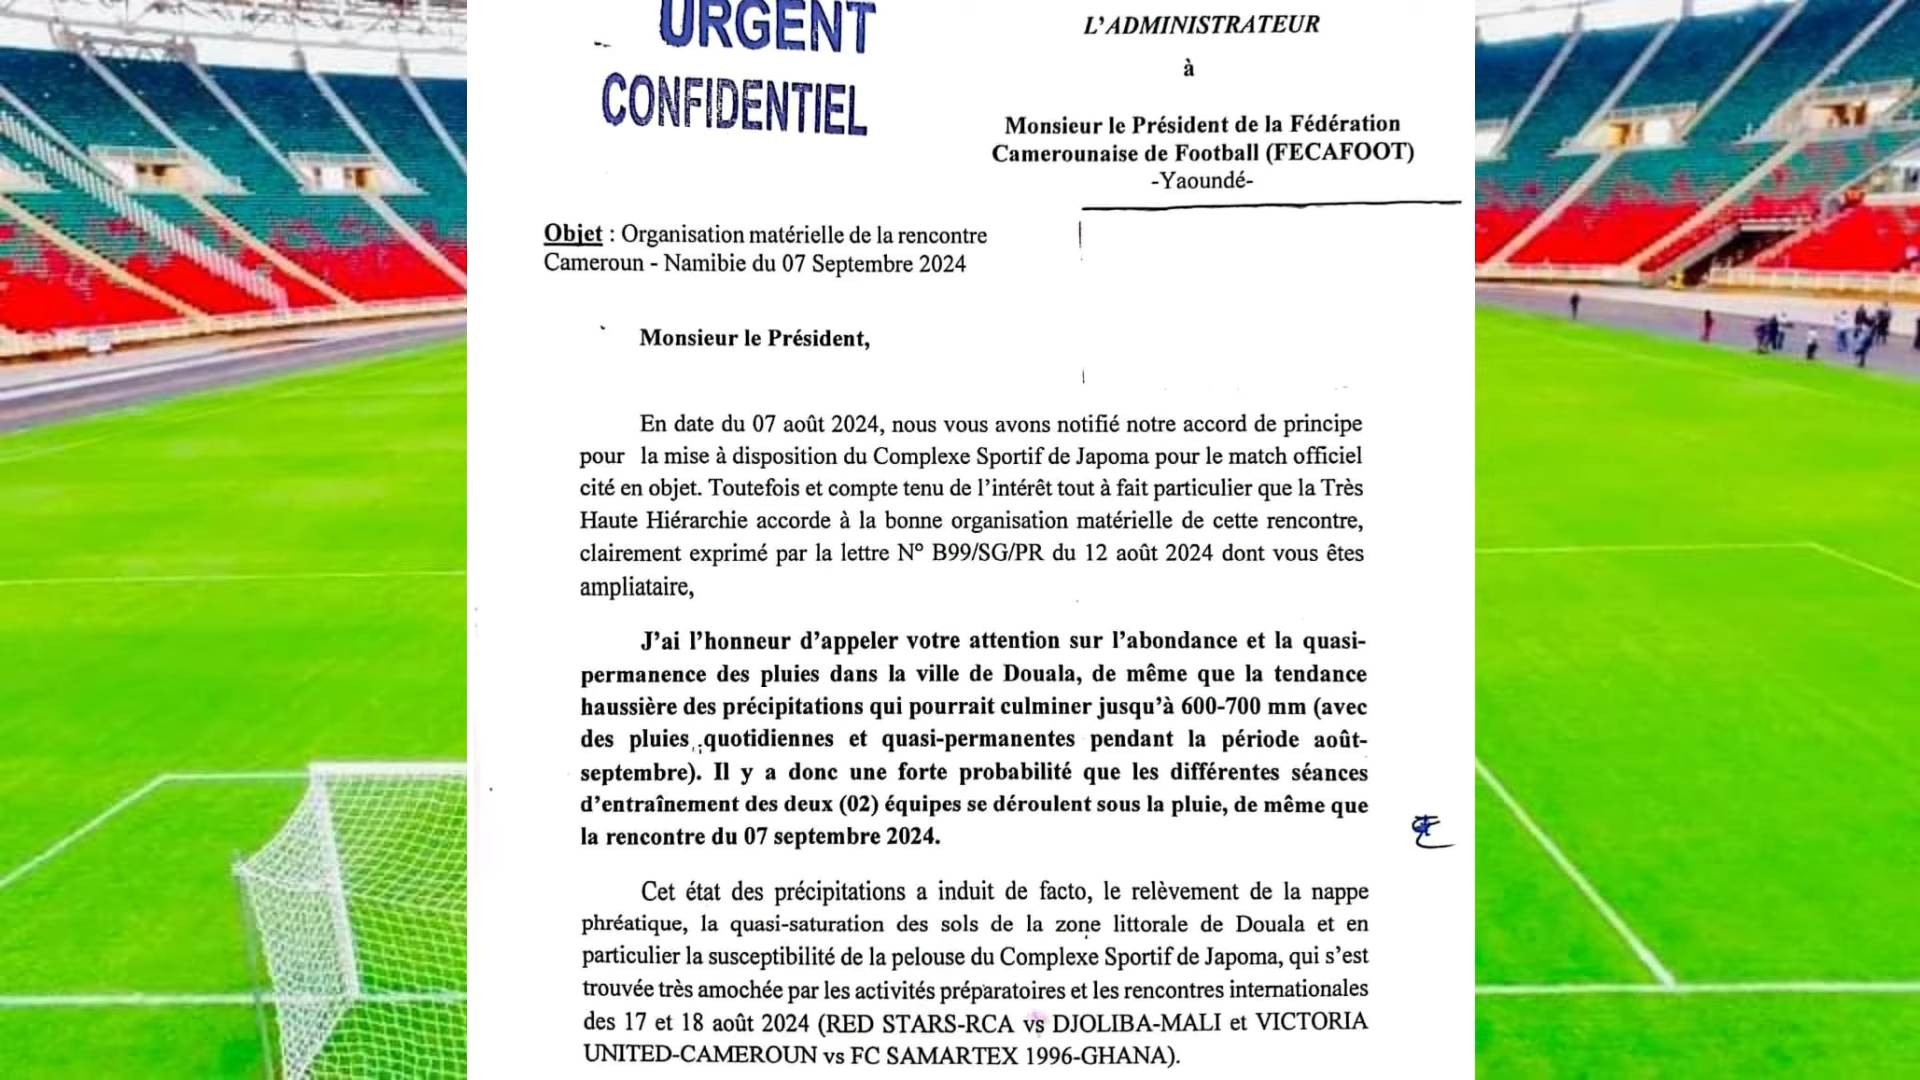 URGENT
CONFIDENTIEL
L'ADMINISTRATEUR
à
Monsieur le Président de la Fédération
Camerounaise de Football (FECAFOOT)
-Yaoundé-
Objet : Organisation matérielle de la rencontre
Cameroun - Namibie du 07 Septembre 2024
Monsieur le Président,
En date du 07 août 2024, nous vous avons notifié notre accord de principe
pour la mise à disposition du Complexe Sportif de Japoma pour le match officiel
cité en objet. Toutefois et compte tenu de l'intérêt tout à fait particulier que la Très
Haute Hiérarchie accorde à la bonne organisation matérielle de cette rencontre,
clairement exprimé par la lettre N° B99/SG/PR du 12 août 2024 dont vous êtes
ampliataire,
J'ai l'honneur d'appeler votre attention sur l'abondance et la quasi-
permanence des pluies dans la ville de Douala, de même que la tendance
haussière des précipitations qui pourrait culminer jusqu'à 600-700 mm (avec
des pluies quotidiennes et quasi-permanentes pendant la période août-
septembre). Il y a donc une forte probabilité que les différentes séances
d'entraînement des deux (02) équipes se déroulent sous la pluie, de même que
la rencontre du 07 septembre 2024.
Cet état des précipitations a induit de facto, le relèvement de la nappe
phréatique, la quasi-saturation des sols de la zone littorale de Douala et en
particulier la susceptibilité de la pelouse du Complexe Sportif de Japoma, qui s'est
trouvée très amochée par les activités préparatoires et les rencontres internationales
des 17 et 18 août 2024 (RED STARS-RCA vs DJOLIBA-MALI et VICTORIA
UNITED-CAMEROUN vs FC SAMARTEX 1996-GHANA).